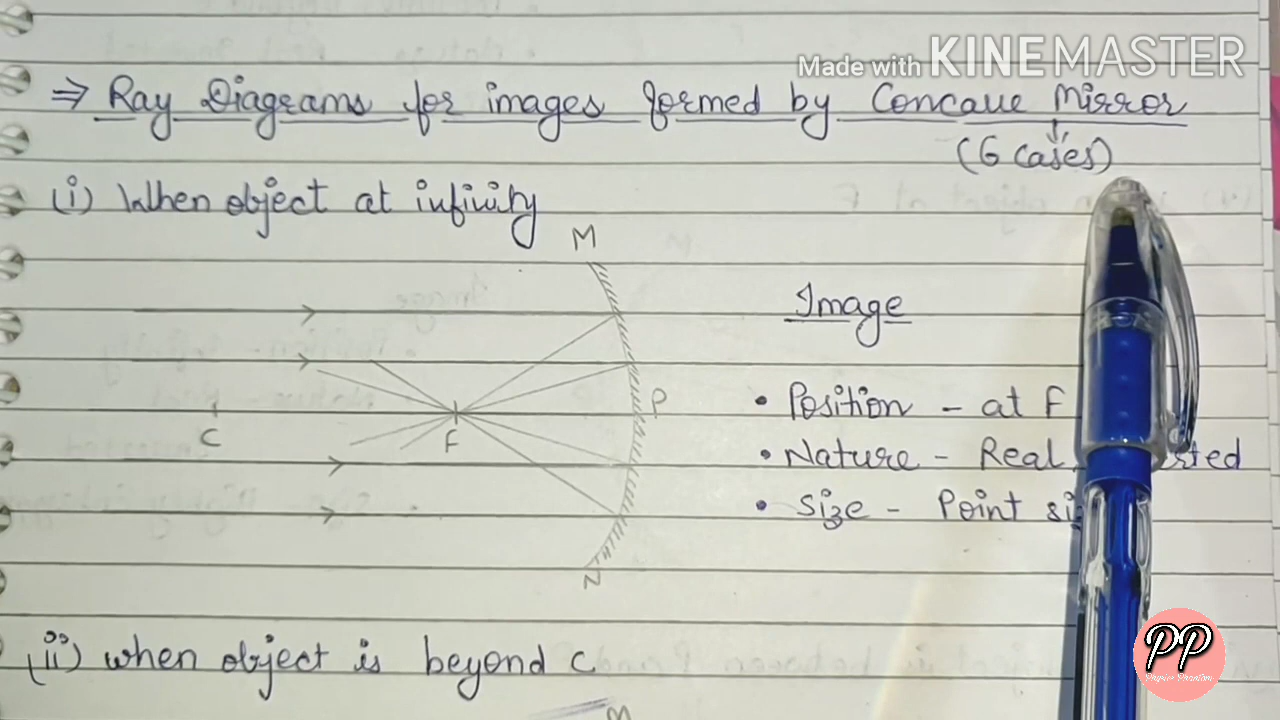 Made with KINEMASTER
⇒ Ray Diagrams for images formed by Concave Mirror
(6 cases)
(i) When object at infinity
M
Image
P
• Position - at F
C
F
• Nature - Real
• Size - Point
N
(ii) when object is beyond C
M
PP